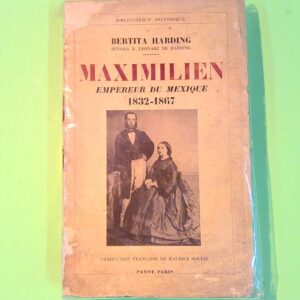 BIBLIOTHÈQUE HISTORIQUE
BERTITA HARDING
SEÑORA B. LEONARZ DE HARDING
MAXIMILIEN
EMPEREUR DU MEXIQUE
1832-1867
TRADUCTION FRANÇAISE DE MAURICE SOULIÉ
PAYOT, PARIS